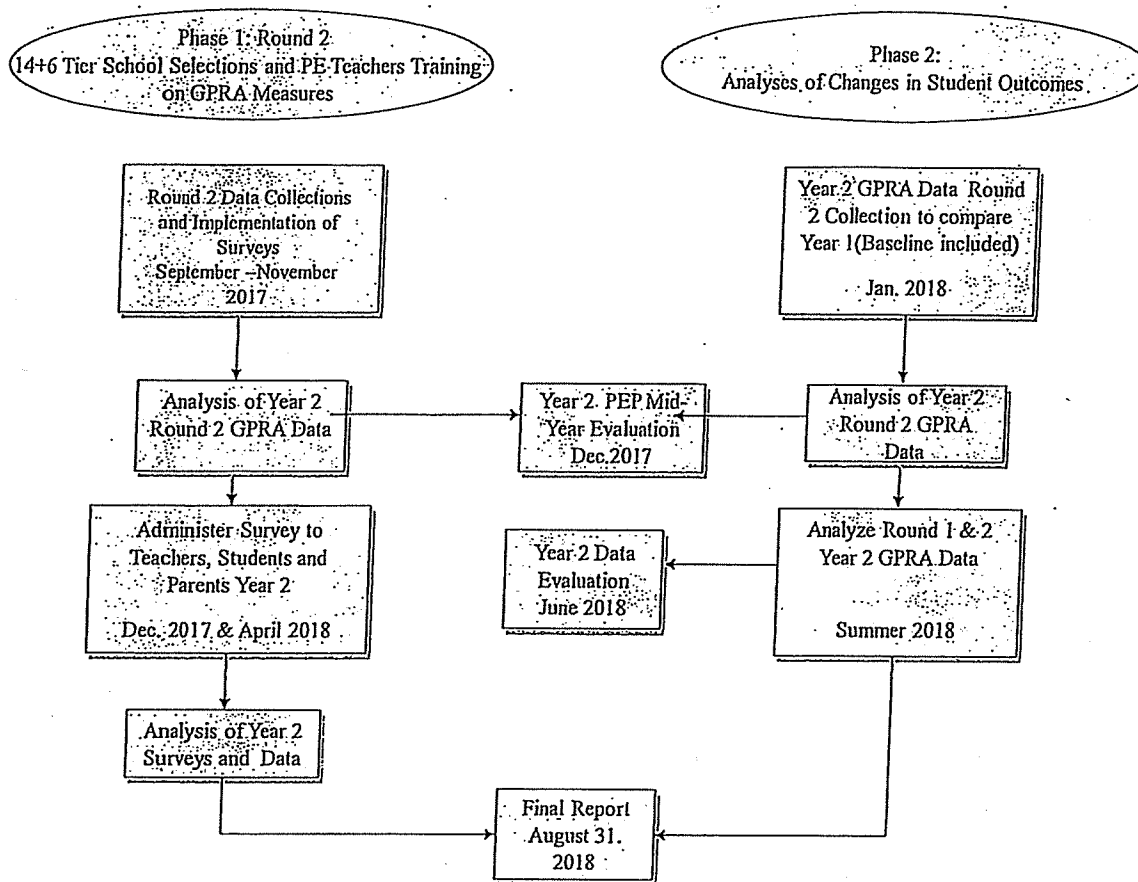 Phase 1: Round 2
14+6 Tier School Selections and PE Teachers Training
on GPRA Measures
Phase 2:
Analyses of Changes in Student Outcomes
Round 2 Data Collections
and Implementation of
Surveys
September –November
2017
Year 2 GPRA Data Round
2 Collection to compare
Year 1(Baseline included)
Jan. 2018
Analysis of Year 2
Round 2 GPRA Data
Year 2 PEP Mid-
Year Evaluation
Dec.2017
Analysis of Year 2
Round 2 GPRA
Data
Administer Survey to
Teachers, Students and
Parents Year 2
Dec. 2017 & April 2018
Year 2 Data
Evaluation
June 2018
Analyze Round 1 & 2
Year 2 GPRA Data
Summer 2018
Analysis of Year 2
Surveys and Data
Final Report
August 31.
2018